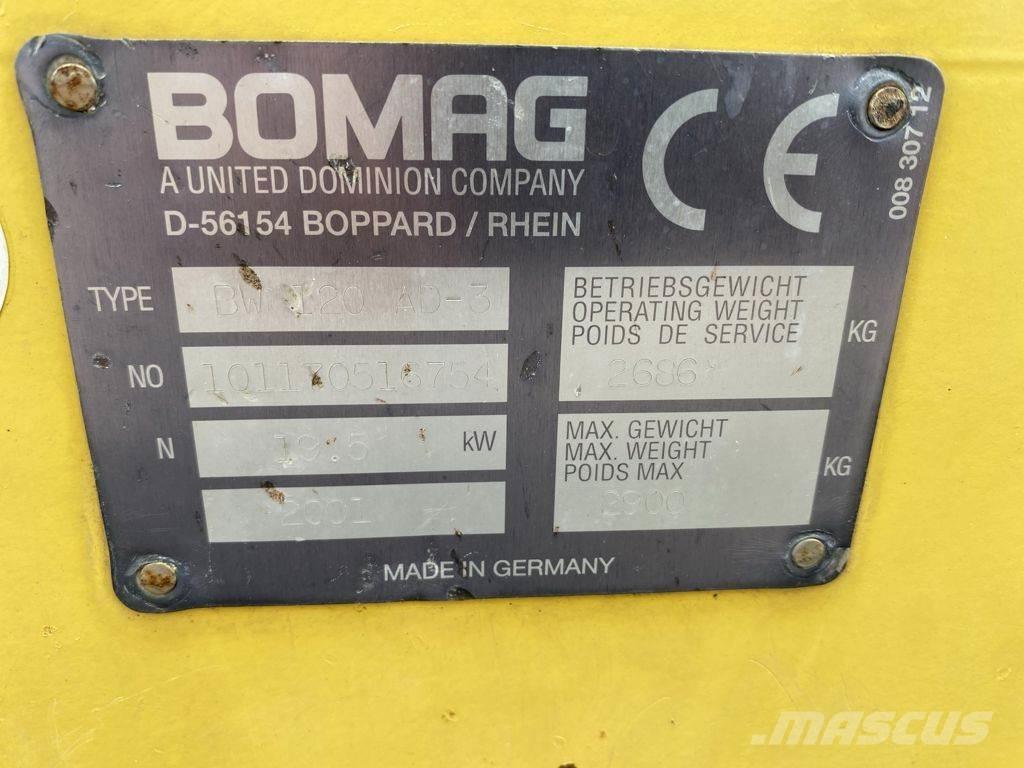 BOMAG
A UNITED DOMINION COMPANY
D-56154 BOPPARD / RHEIN
CE
008 307 12
TYPE BW 120 AD-3
NO
N 19.5 kW
2001
BETRIEBSGEWICHT
OPERATING WEIGHT
POIDS DE SERVICE
2686 KG
MAX. GEWICHT
MAX. WEIGHT
POIDS MAX
2900 KG
MADE IN GERMANY
MASCUS